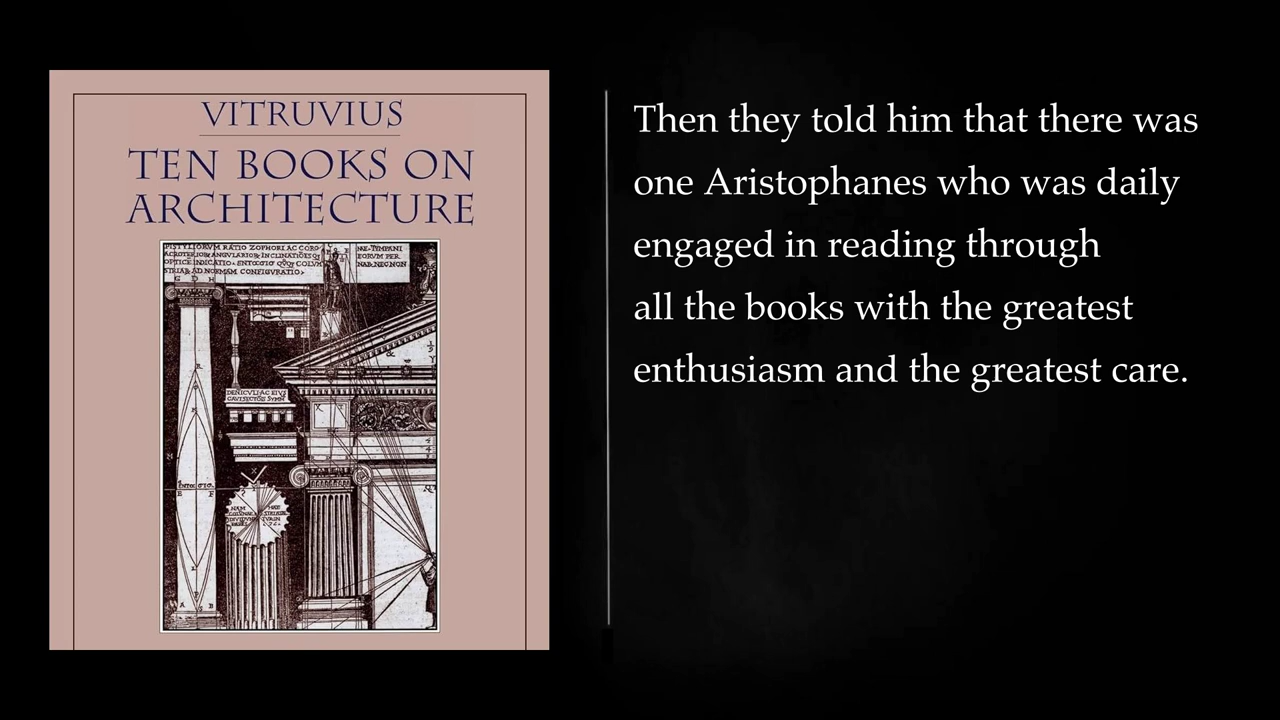 VITRUVIUS
TEN BOOKS ON
ARCHITECTURE
Then they told him that there was
one Aristophanes who was daily
engaged in reading through
all the books with the greatest
enthusiasm and the greatest care.